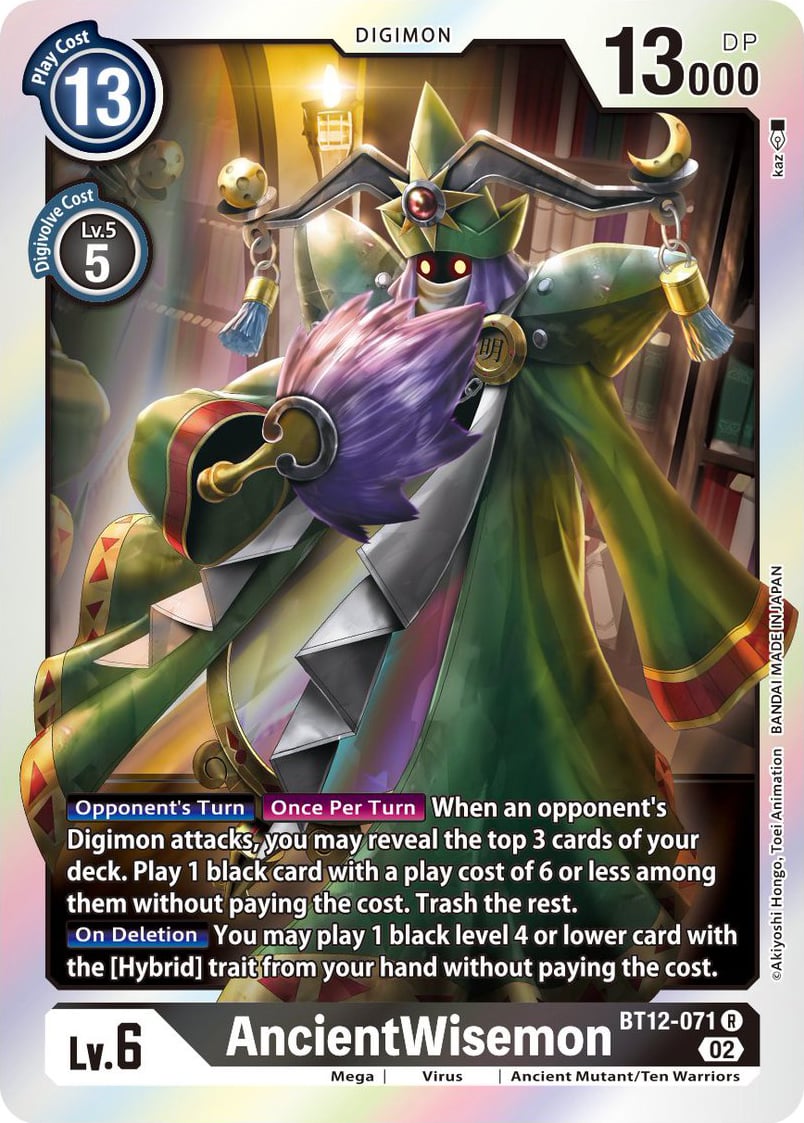 DIGIMON
Play Cost
13
13000 DP
kaz
Digivolve Cost
Lv.5
5
明
Opponent's Turn Once Per Turn When an opponent's
Digimon attacks, you may reveal the top 3 cards of your
deck. Play 1 black card with a play cost of 6 or less among
them without paying the cost. Trash the rest.
On Deletion You may play 1 black level 4 or lower card with
the [Hybrid] trait from your hand without paying the cost.
©Akiyoshi Hongo, Toei Animation BANDAI MADE IN JAPAN
Lv.6
AncientWisemon
BT12-071 R
02
Mega | Virus | Ancient Mutant/Ten Warriors